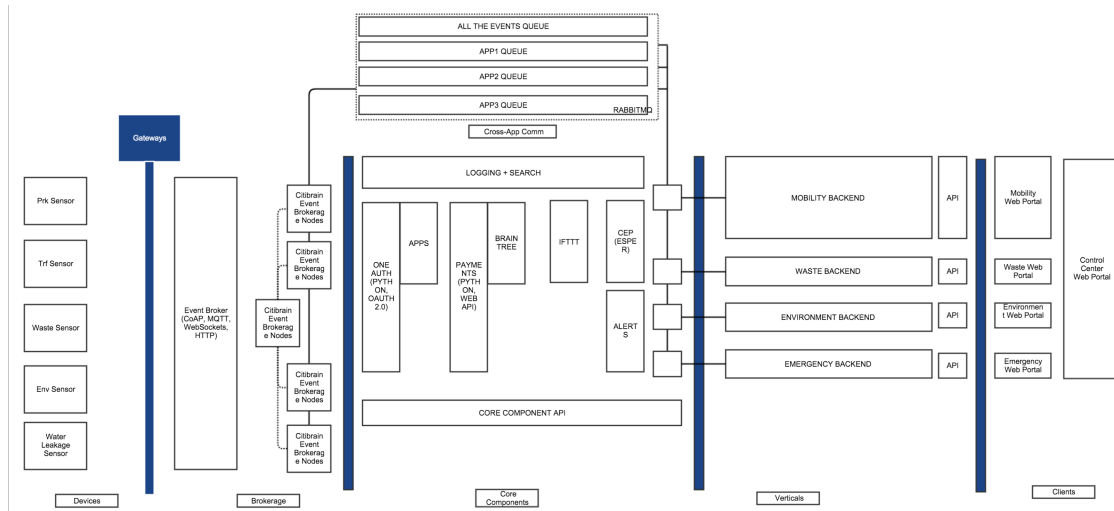 ALL THE EVENTS QUEUE
APP1 QUEUE
APP2 QUEUE
APP3 QUEUE
RABBITMQ
Cross-App Comm
Gateways
Prk Sensor
Trf Sensor
Waste Sensor
Env Sensor
Water
Leakage
Sensor
Devices
Event Broker
(CoAP, MQTT,
WebSockets,
HTTP)
Citibrain
Event
Brokerag
e Nodes
Citibrain
Event
Brokerag
e Nodes
Citibrain
Event
Brokerag
e Nodes
Citibrain
Event
Brokerag
e Nodes
Citibrain
Event
Brokerag
e Nodes
Brokerage
LOGGING + SEARCH
ONE
AUTH
(PYTH
ON,
OAUTH
2.0)
APPS
PAYME
NTS
(PYTH
ON,
WEB
API)
BRAIN
TREE
IFTTT
CEP
(ESPE
R)
ALERT
S
CORE COMPONENT API
Core
Components
MOBILITY BACKEND
API
WASTE BACKEND
API
ENVIRONMENT BACKEND
API
EMERGENCY BACKEND
API
Verticals
Mobility
Web Portal
Waste Web
Portal
Environmen
t Web Portal
Emergency
Web Portal
Control
Center
Web Portal
Clients